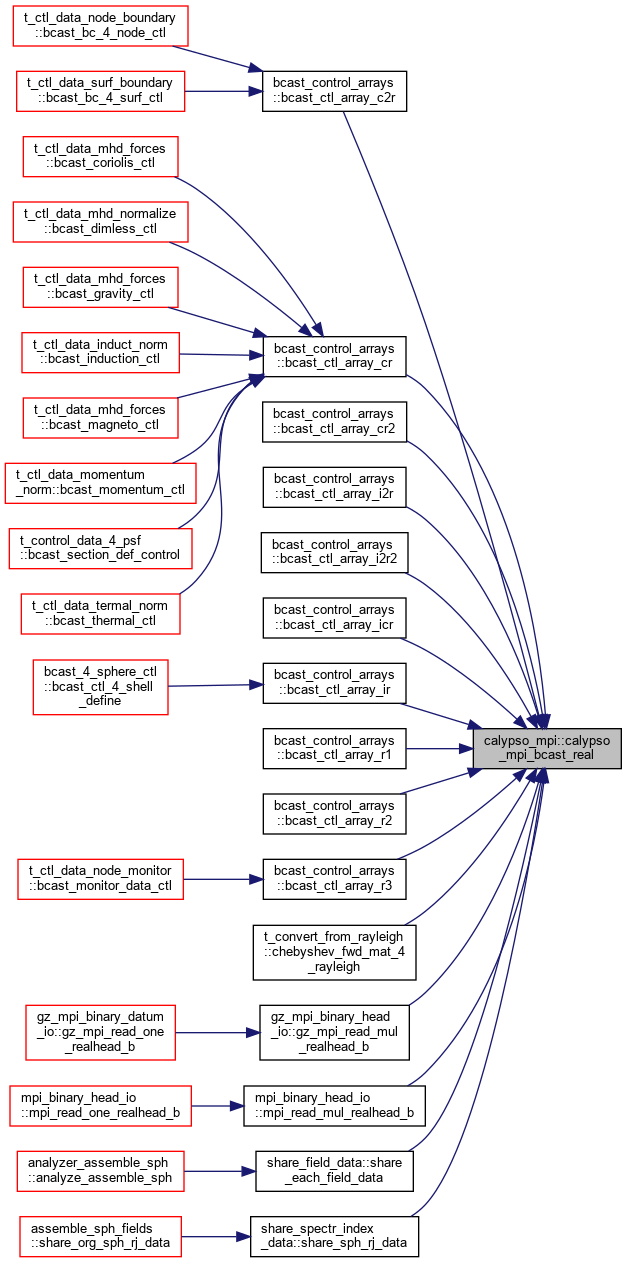 t_ctl_data_node_boundary
::bcast_bc_4_node_ctl
t_ctl_data_surf_boundary
::bcast_bc_4_surf_ctl
bcast_control_arrays
::bcast_ctl_array_c2r
t_ctl_data_mhd_forces
::bcast_coriolis_ctl
t_ctl_data_mhd_normalize
::bcast_dimless_ctl
t_ctl_data_mhd_forces
::bcast_gravity_ctl
t_ctl_data_induct_norm
::bcast_induction_ctl
bcast_control_arrays
::bcast_ctl_array_cr
t_ctl_data_mhd_forces
::bcast_magneto_ctl
bcast_control_arrays
::bcast_ctl_array_cr2
t_ctl_data_momentum
_norm::bcast_momentum_ctl
bcast_control_arrays
::bcast_ctl_array_i2r
t_control_data_4_psf
::bcast_section_def_control
bcast_control_arrays
::bcast_ctl_array_i2r2
t_ctl_data_termal_norm
::bcast_thermal_ctl
bcast_control_arrays
::bcast_ctl_array_icr
bcast_4_sphere_ctl
::bcast_ctl_4_shell
_define
bcast_control_arrays
::bcast_ctl_array_ir
bcast_control_arrays
::bcast_ctl_array_r1
calypso_mpi::calypso
_mpi_bcast_real
bcast_control_arrays
::bcast_ctl_array_r2
t_ctl_data_node_monitor
::bcast_monitor_data_ctl
bcast_control_arrays
::bcast_ctl_array_r3
t_convert_from_rayleigh
::chebyshev_fwd_mat_4
_rayleigh
gz_mpi_binary_datum
_io::gz_mpi_read_one
_realhead_b
gz_mpi_binary_head
_io::gz_mpi_read_mul
_realhead_b
mpi_binary_head_io
::mpi_read_one_realhead_b
mpi_binary_head_io
::mpi_read_mul_realhead_b
analyzer_assemble_sph
::analyze_assemble_sph
share_field_data::share
_each_field_data
assemble_sph_fields
::share_org_sph_rj_data
share_spectr_index
_data::share_sph_rj_data